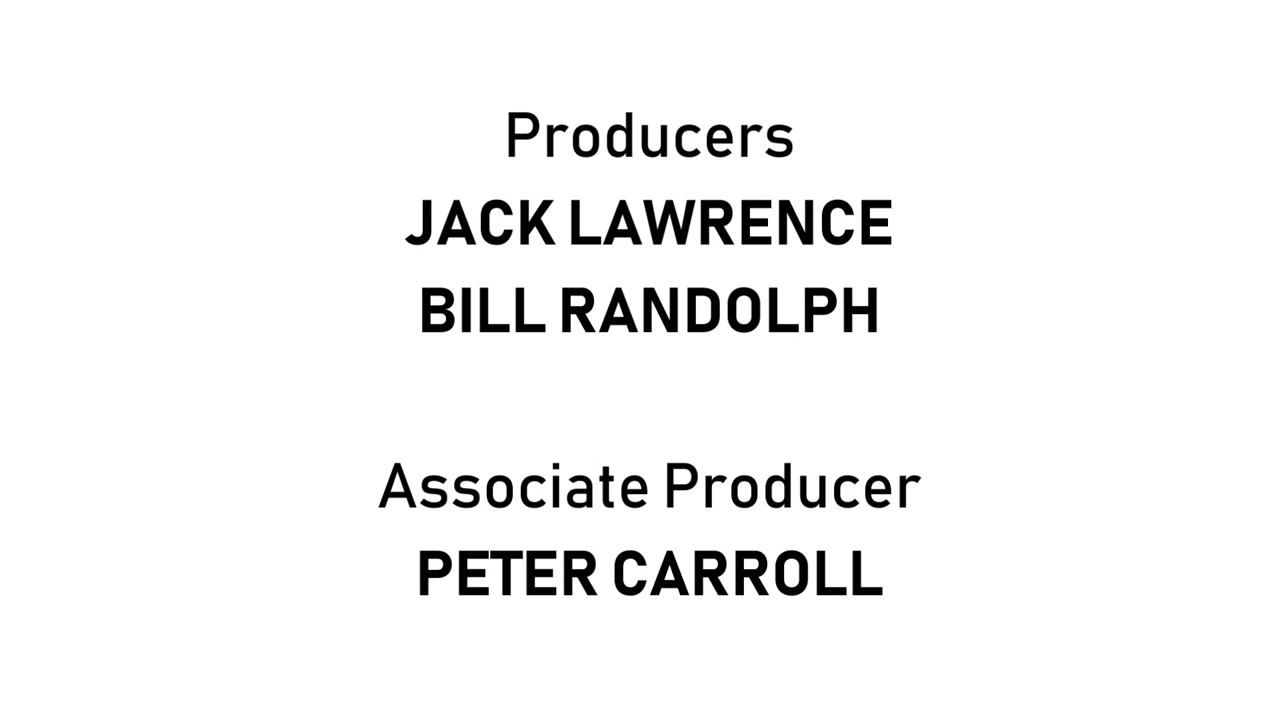 Producers
JACK LAWRENCE
BILL RANDOLPH
Associate Producer
PETER CARROLL